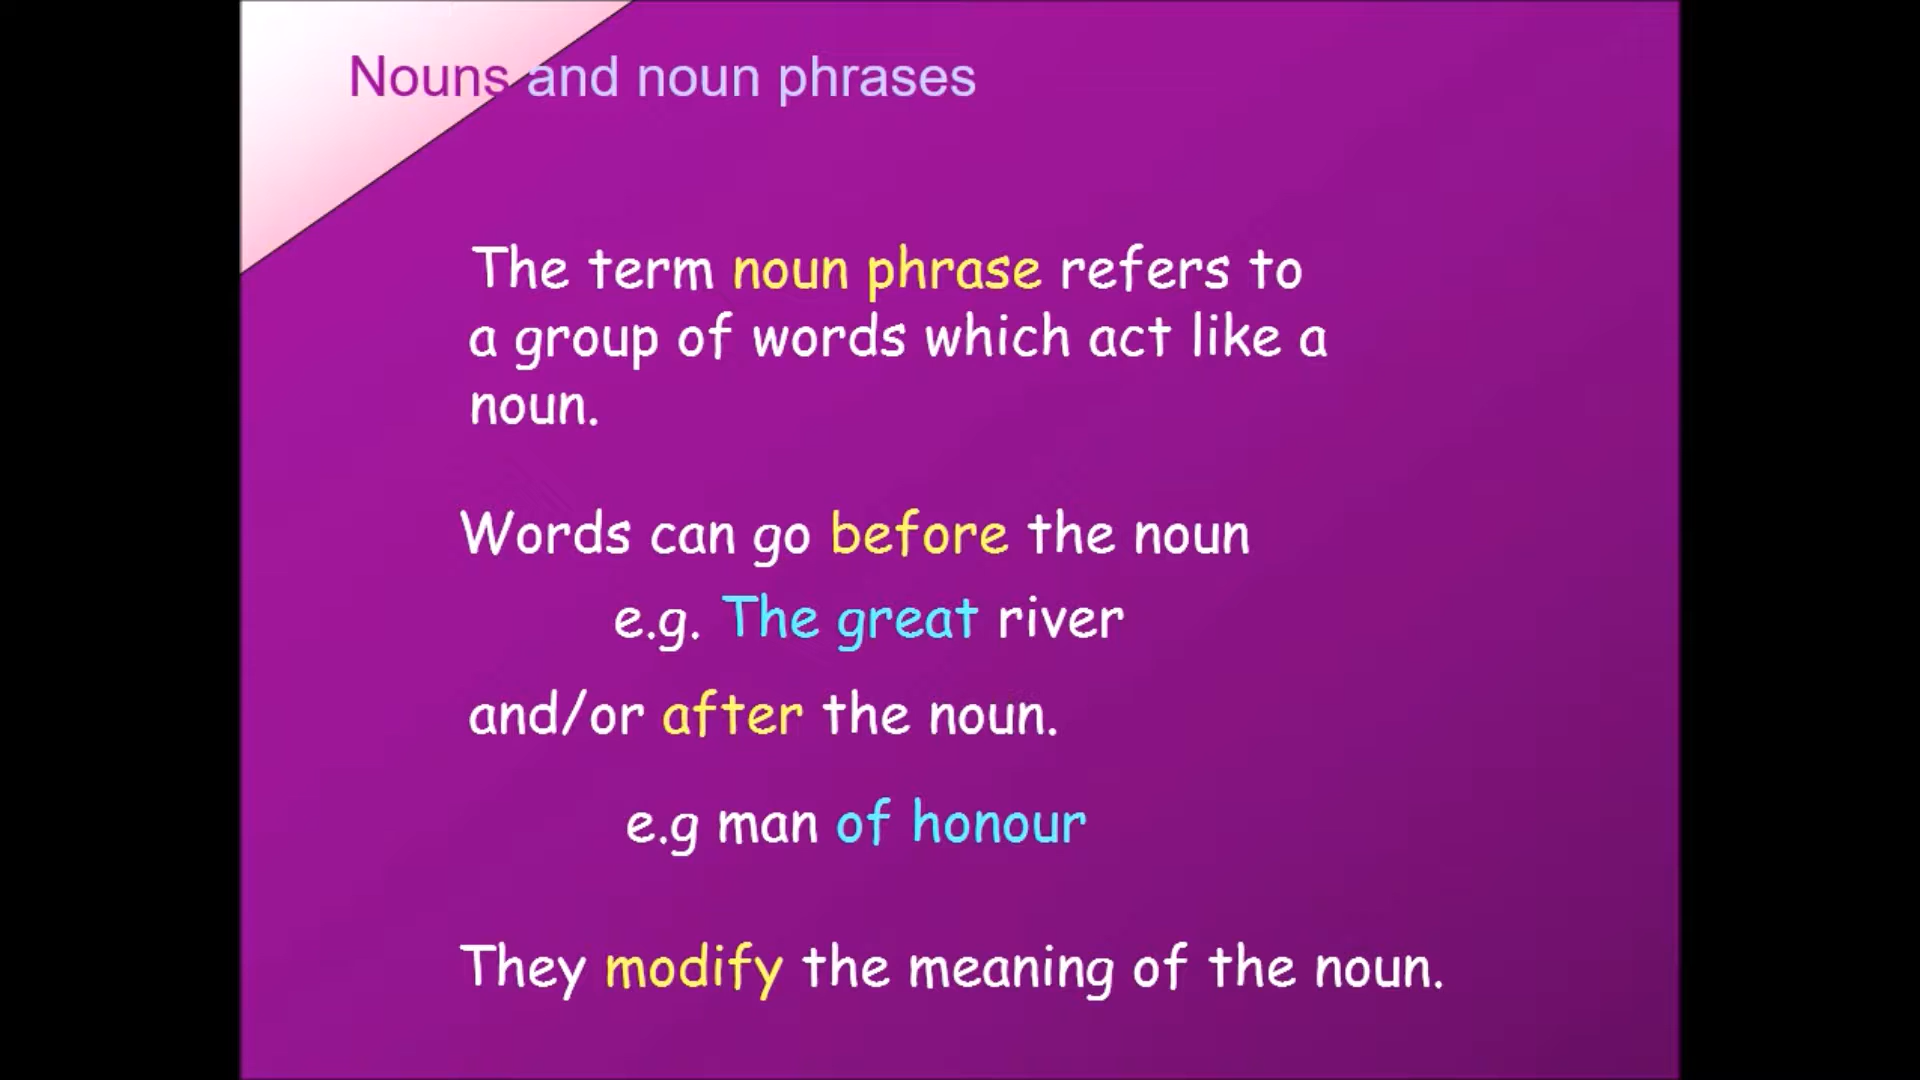 Nouns and noun phrases
The term noun phrase refers to
a group of words which act like a
noun.
Words can go before the noun
e.g. The great river
and/or after the noun.
e.g man of honour
They modify the meaning of the noun.